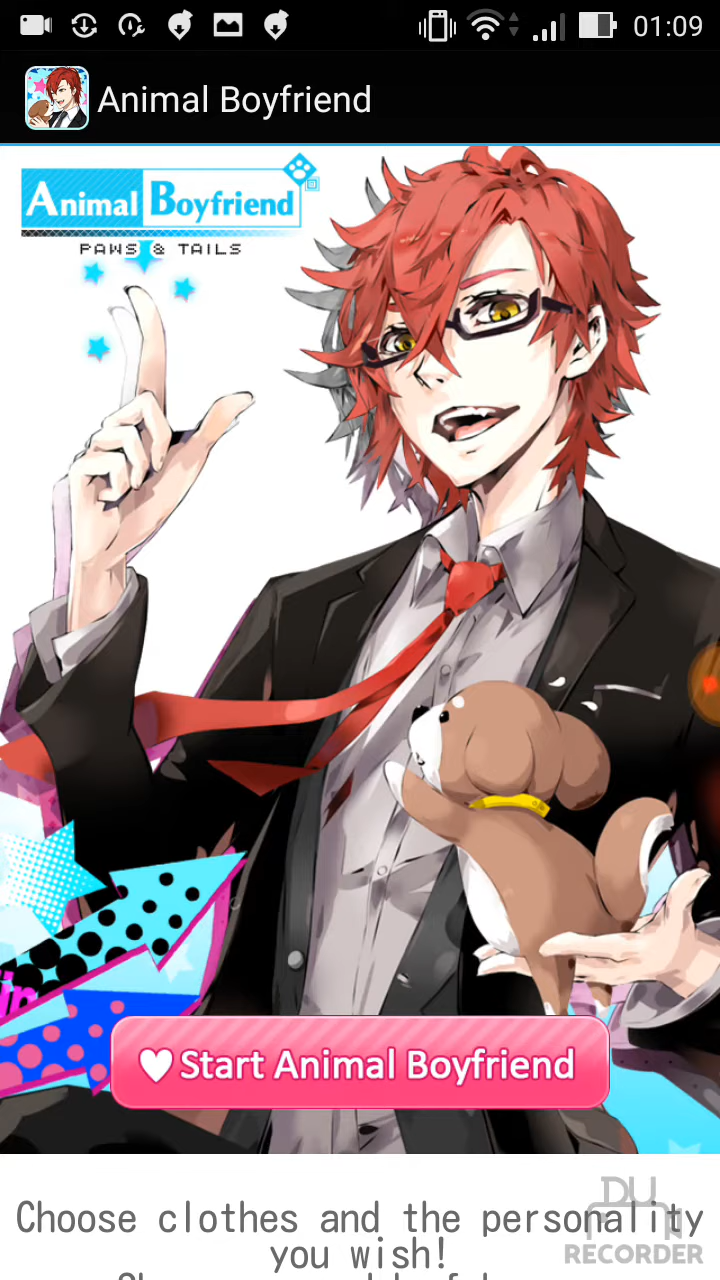 01:09
Animal Boyfriend
Animal Boyfriend
PAWS & TAILS
Start Animal Boyfriend
Choose clothes and the personality
you wish!
DU
RECORDER